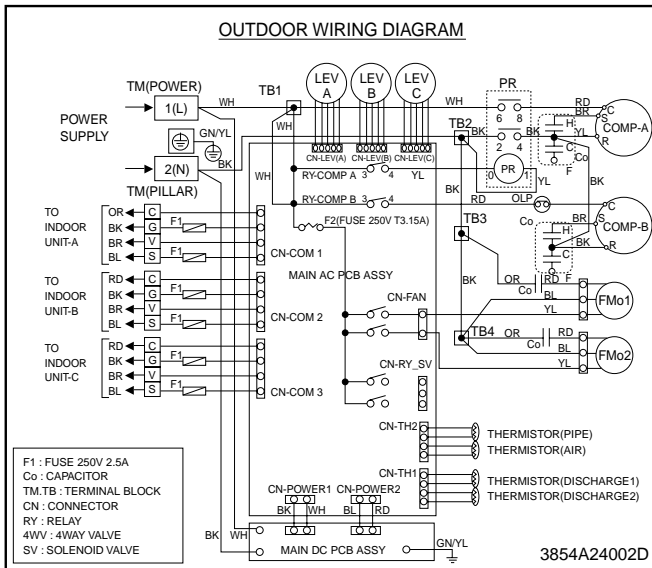 OUTDOOR WIRING DIAGRAM
TM(POWER)
POWER
SUPPLY
1(L)
2(N)
GN/YL
TM(PILLAR)
WH
BK
TB1
WH
WH
LEV
A
LEV
B
LEV
C
CN-LEV(A)
CN-LEV(B)
CN-LEV(C)
RY-COMP A
3
4
YL
RY-COMP B
3
4
RD
OLP
F2(FUSE 250V T3.15A)
WH
TB2
BK
PR
6
8
2
4
BK
PR
0
1
YL
RD
BR
YL
H
C
Co
F
C
S
R
COMP-A
BK
BK
TB3
YL
BR
Co
H
C
F
C
S
R
COMP-B
BK
OR
Co
RD
BL
YL
FMo1
TB4
OR
Co
RD
BL
YL
FMo2
TO
INDOOR
UNIT-A
OR
C
BK
G
BR
V
BL
S
F1
F1
CN-COM 1
MAIN AC PCB ASSY
TO
INDOOR
UNIT-B
RD
C
BK
G
BR
V
BL
S
F1
F1
CN-COM 2
TO
INDOOR
UNIT-C
RD
C
BK
G
BR
V
BL
S
F1
F1
CN-COM 3
CN-FAN
CN-RY_SV
CN-TH2
THERMISTOR(PIPE)
THERMISTOR(AIR)
CN-TH1
THERMISTOR(DISCHARGE1)
THERMISTOR(DISCHARGE2)
F1 : FUSE 250V 2.5A
Co : CAPACITOR
TM.TB : TERMINAL BLOCK
CN : CONNECTOR
RY : RELAY
4WV : 4WAY VALVE
SV : SOLENOID VALVE
CN-POWER1
CN-POWER2
BK
WH
BL
RD
BK
WH
MAIN DC PCB ASSY
GN/YL
3854A24002D